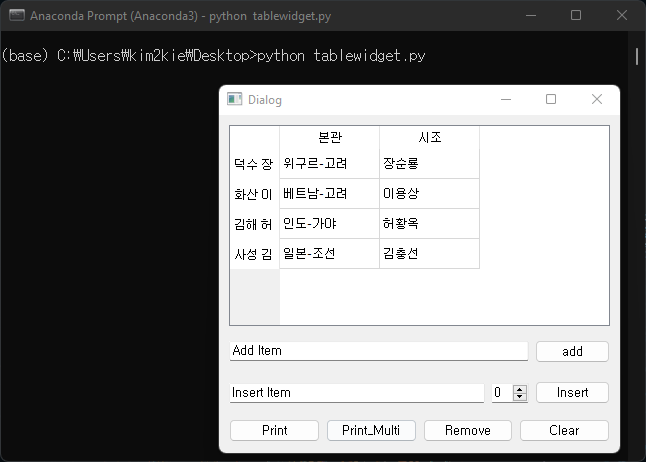 Anaconda Prompt (Anaconda3) - python  tablewidget.py
(base) C:\Users\kim2kie\Desktop>python tablewidget.py
Dialog
본관 시조
덕수 장 위구르-고려 장순룡
화산 이 베트남-고려 이용상
김해 허 인도-가야 허황옥
사성 김 일본-조선 김충선
Add Item add
Insert Item 0 Insert
Print Print_Multi Remove Clear